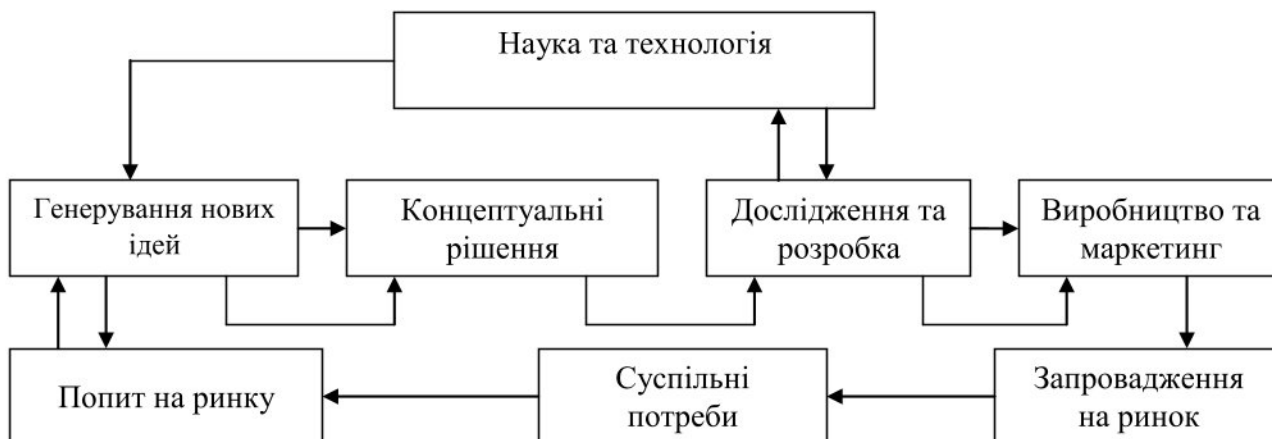 Наука та технологія
Генерування нових
ідей
Концептуальні
рішення
Дослідження та
розробка
Виробництво та
маркетинг
Попит на ринку
Суспільні
потреби
Запровадження
на ринок